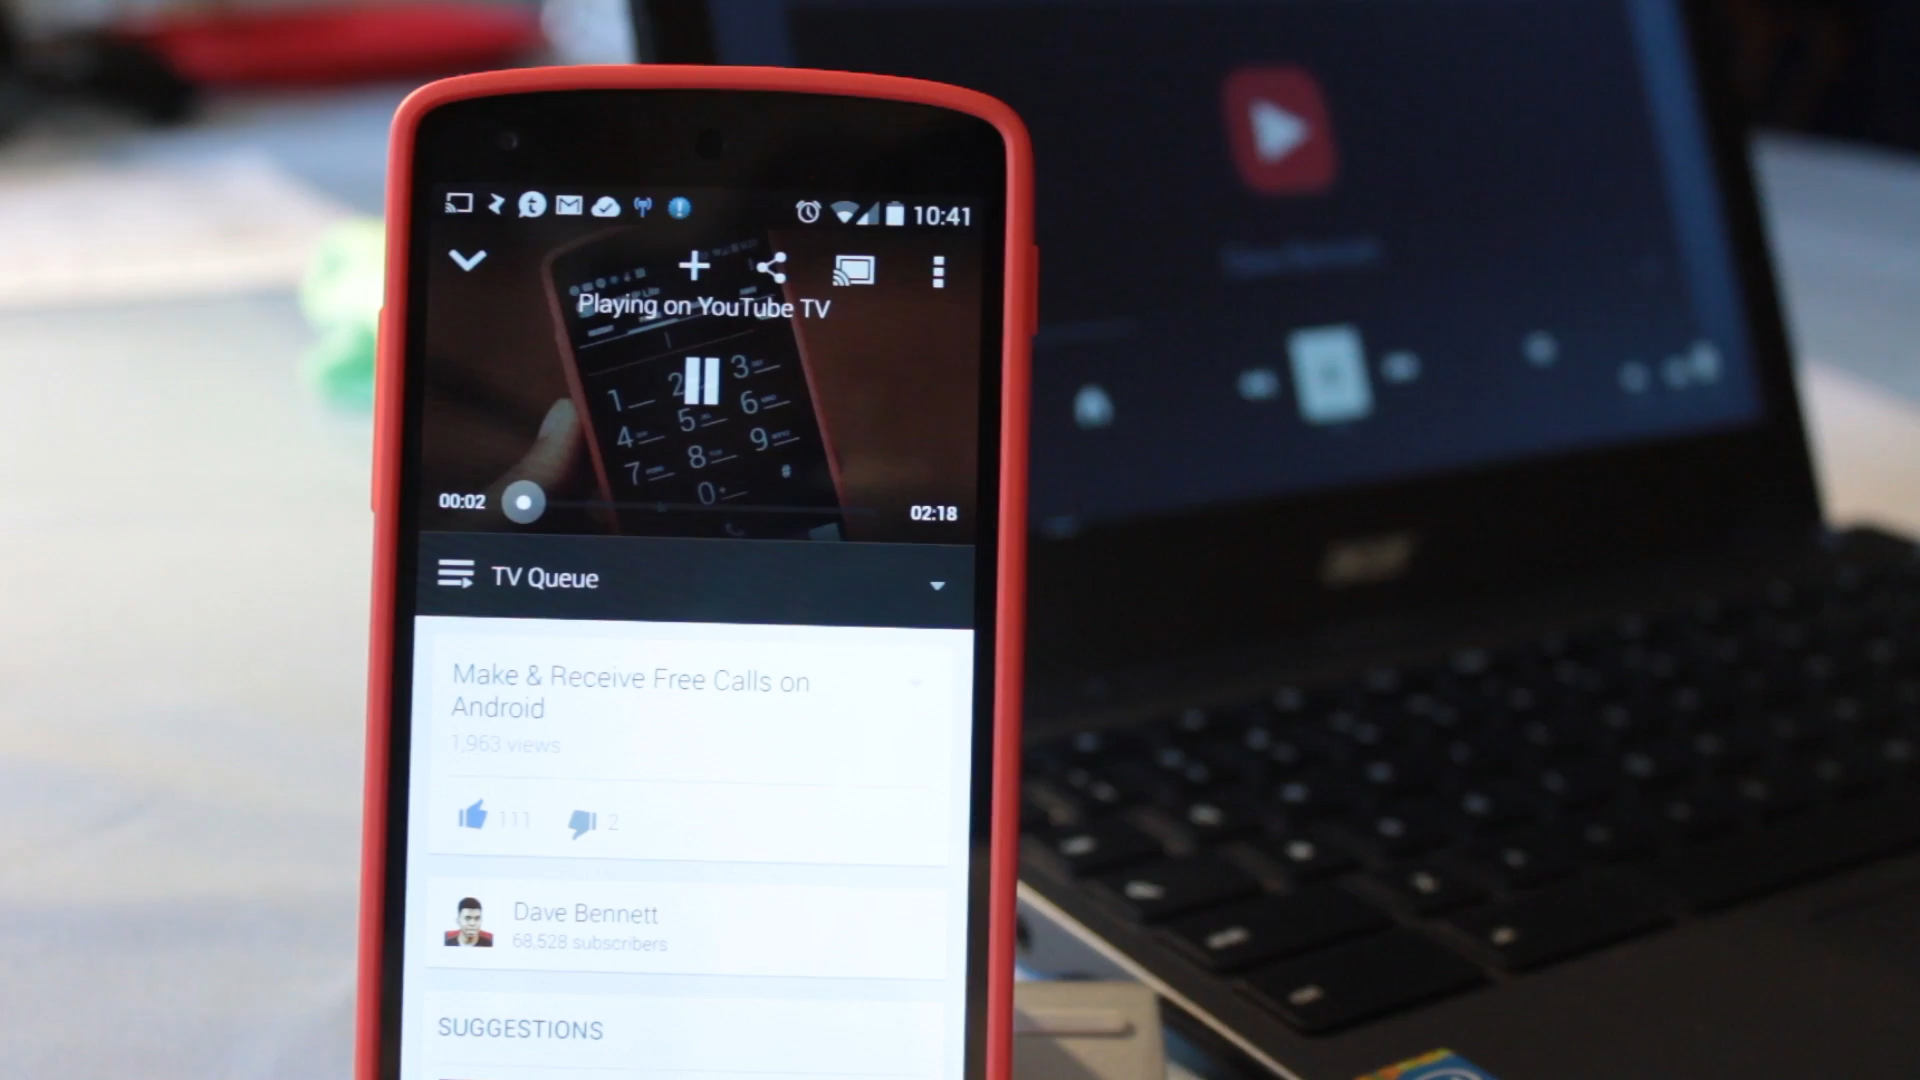 10:41
Playing on YouTube TV
1
2
3
4
5
6
7
8
9
0
#
00:02
02:18
TV Queue
Make & Receive Free Calls on
Android
1,963 views
111
2
Dave Bennett
68,528 subscribers
SUGGESTIONS
acer